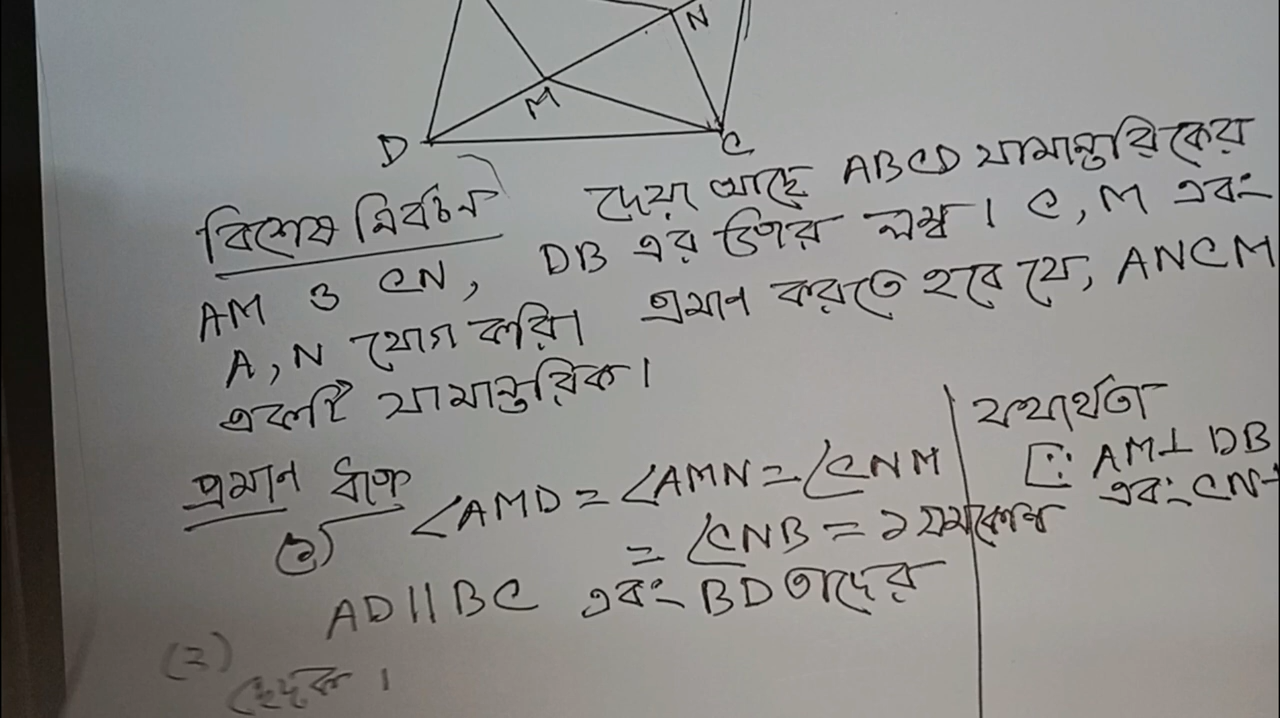 N
M
D
C
বিশেষ নির্বচন দেয়া আছে ABCD সামান্তরিকের
AM ও CN, DB এর উপর লম্ব। C, M এবং
A, N যোগ করি। প্রমাণ করতে হবে যে, ANCM
একটি সামান্তরিক।
প্রমাণ ধাপ
যথার্থতা
(১) ∠AMD = ∠AMN = ∠CNM
= ∠CNB = ১ সমকোণ
[∵ AM⊥ DB
এবং CN⊥
(২) AD||BC এবং BD তাদের
ছেদক।